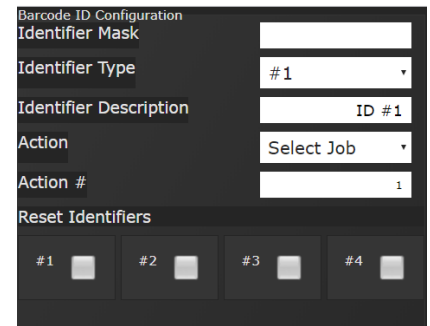 Barcode ID Configuration
Identifier Mask
Identifier Type #1
Identifier Description ID #1
Action Select Job
Action # 1
Reset Identifiers
#1 #2 #3 #4